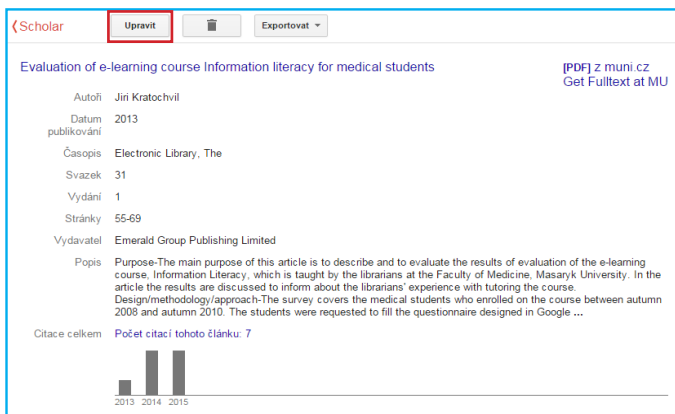 Scholar
Upravit
Exportovat
Evaluation of e-learning course Information literacy for medical students
[PDF] z muni.cz
Get Fulltext at MU
Autoři Jiri Kratochvil
Datum publikování 2013
Časopis Electronic Library, The
Svazek 31
Vydání 1
Stránky 55-69
Vydavatel Emerald Group Publishing Limited
Popis Purpose-The main purpose of this article is to describe and to evaluate the results of evaluation of the e-learning
course, Information Literacy, which is taught by the librarians at the Faculty of Medicine, Masaryk University. In the
article the results are discussed to inform about the librarians' experience with tutoring the course.
Design/methodology/approach-The survey covers the medical students who enrolled on the course between autumn
2008 and autumn 2010. The students were requested to fill the questionnaire designed in Google ...
Citace celkem Počet citací tohoto článku: 7
2013 2014 2015